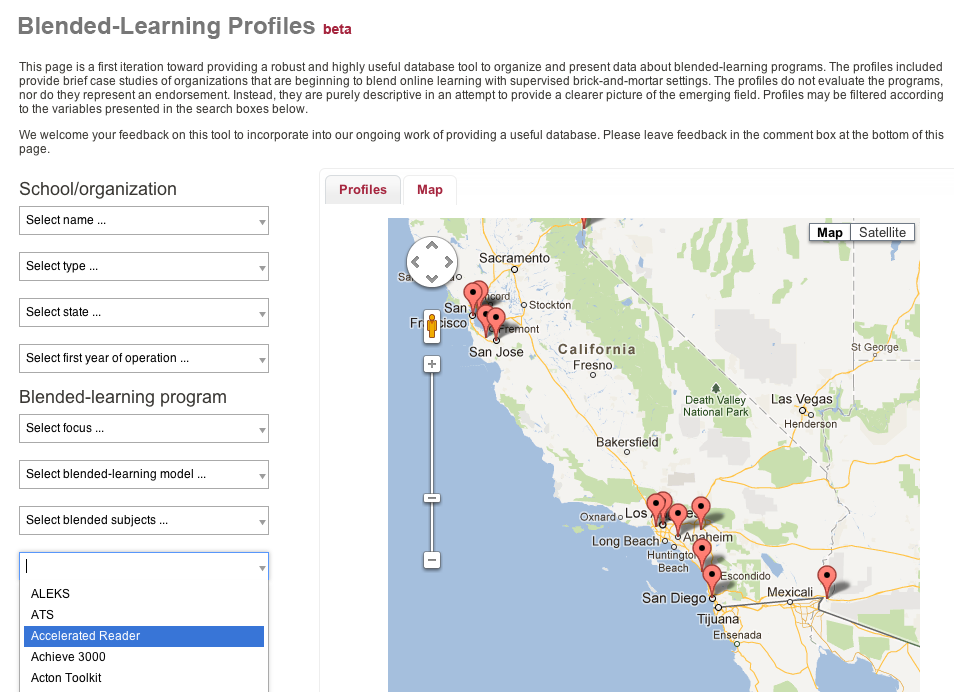 Blended-Learning Profiles beta
This page is a first iteration toward providing a robust and highly useful database tool to organize and present data about blended-learning programs. The profiles included
provide brief case studies of organizations that are beginning to blend online learning with supervised brick-and-mortar settings. The profiles do not evaluate the programs,
nor do they represent an endorsement. Instead, they are purely descriptive in an attempt to provide a clearer picture of the emerging field. Profiles may be filtered according
to the variables presented in the search boxes below.
We welcome your feedback on this tool to incorporate into our ongoing work of providing a useful database. Please leave feedback in the comment box at the bottom of this
page.
School/organization
Select name ...
Select type ...
Select state ...
Select first year of operation ...
Blended-learning program
Select focus ...
Select blended-learning model ...
Select blended subjects ...
ALEKS
ATS
Accelerated Reader
Achieve 3000
Acton Toolkit
Profiles
Map
Map
Satellite
Sacramento
Stockton
San
Fremont
San Jose
California
Fresno
St George
Death Valley
National Park
Las Vegas
Henderson
Bakersfield
Oxnard
Long Beach
Anaheim
Huntington
Beach
Escondido
San Diego
Mexicali
Tijuana
Ensenada